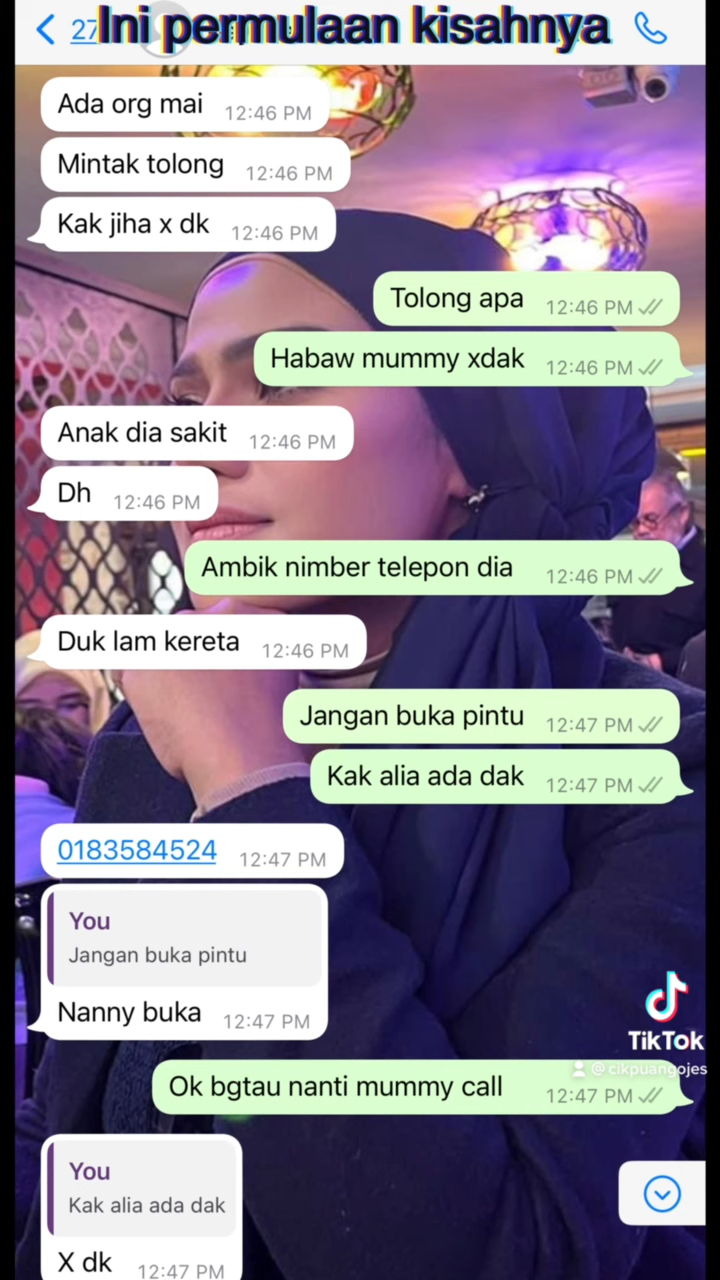 27
Ini permulaan kisahnya
Ada org mai 12:46 PM
Mintak tolong 12:46 PM
Kak jiha x dk 12:46 PM
Tolong apa 12:46 PM
Habaw mummy xdak 12:46 PM
Anak dia sakit 12:46 PM
Dh 12:46 PM
Ambik nimber telepon dia 12:46 PM
Duk lam kereta 12:46 PM
Jangan buka pintu 12:47 PM
Kak alia ada dak 12:47 PM
0183584524 12:47 PM
You
Jangan buka pintu
Nanny buka 12:47 PM
TikTok
@cikpuangojes
Ok bgtau nanti mummy call 12:47 PM
You
Kak alia ada dak
X dk 12:47 PM